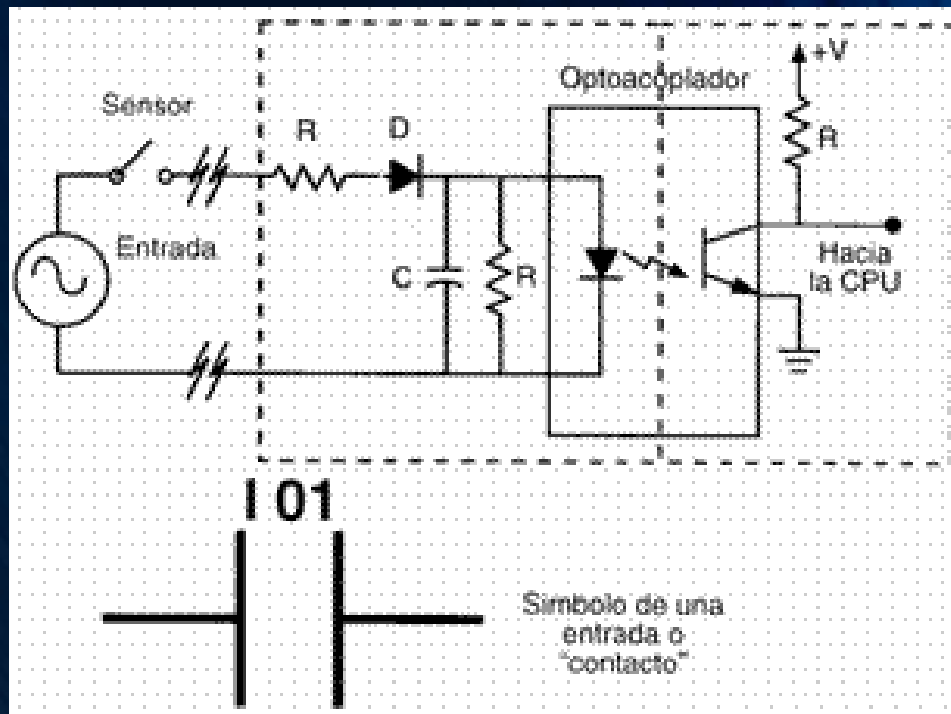 +V
Optoacoplador
Sensor
R
D
R
Entrada
C
R
Hacia
la CPU
I 01
Simbolo de una
entrada o
"contacto"